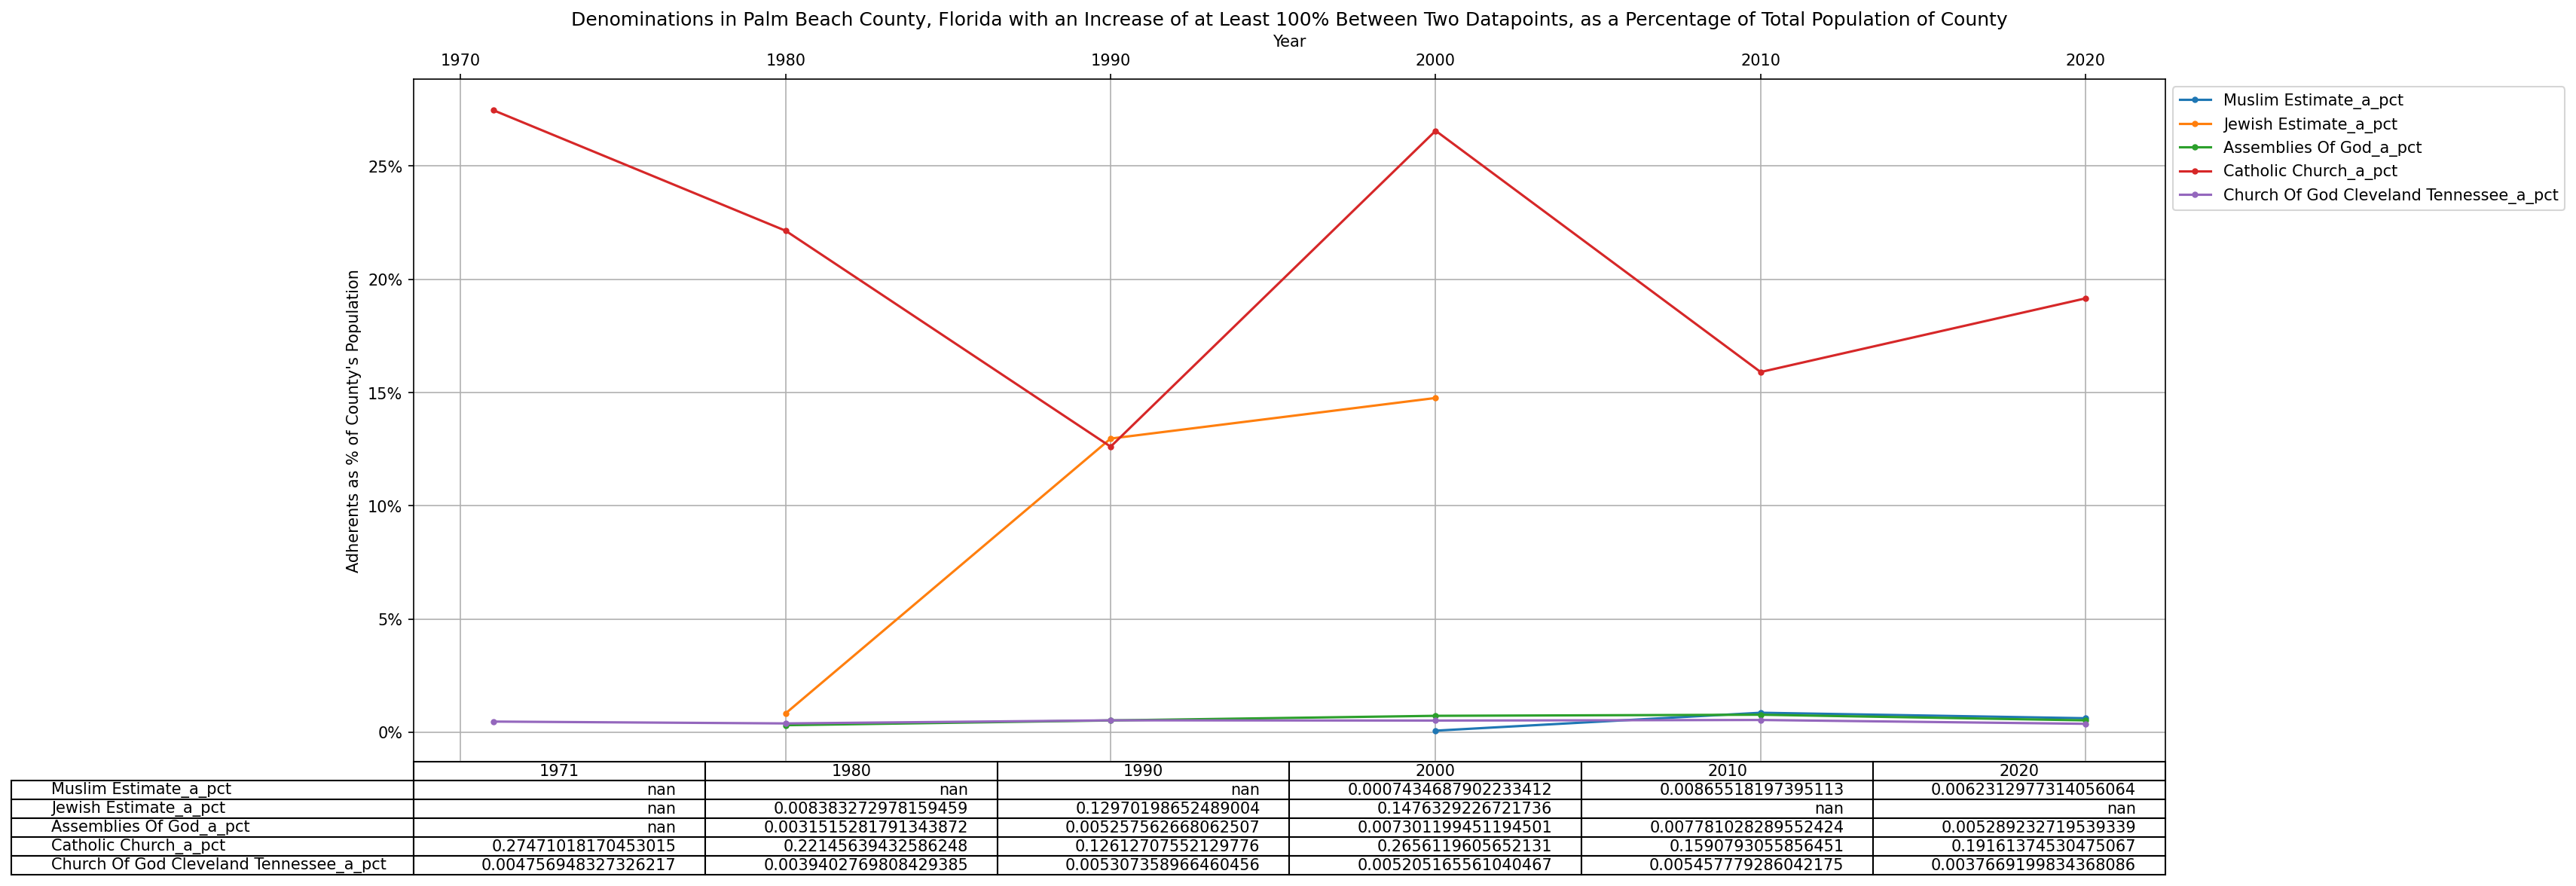 Denominations in Palm Beach County, Florida with an Increase of at Least 100% Between Two Datapoints, as a Percentage of Total Population of County
Year
1970 1980 1990 2000 2010 2020
Muslim Estimate_a_pct
Jewish Estimate_a_pct
Assemblies Of God_a_pct
Catholic Church_a_pct
Church Of God Cleveland Tennessee_a_pct
Adherents as % of County's Population
25%
20%
15%
10%
5%
0%
1971 1980 1990 2000 2010 2020
Muslim Estimate_a_pct nan nan nan 0.0007434687902233412 0.00865518197395113 0.0062312977314056064
Jewish Estimate_a_pct nan 0.008383272978159459 0.12970198652489004 0.1476329226721736 nan nan
Assemblies Of God_a_pct nan 0.0031515281791343872 0.005257562668062507 0.007301199451194501 0.007781028289552424 0.005289232719539339
Catholic Church_a_pct 0.27471018170453015 0.22145639432586248 0.12612707552129776 0.2656119605652131 0.1590793055856451 0.19161374530475067
Church Of God Cleveland Tennessee_a_pct 0.004756948327326217 0.0039402769808429385 0.005307358966460456 0.005205165561040467 0.005457779286042175 0.0037669199834368086